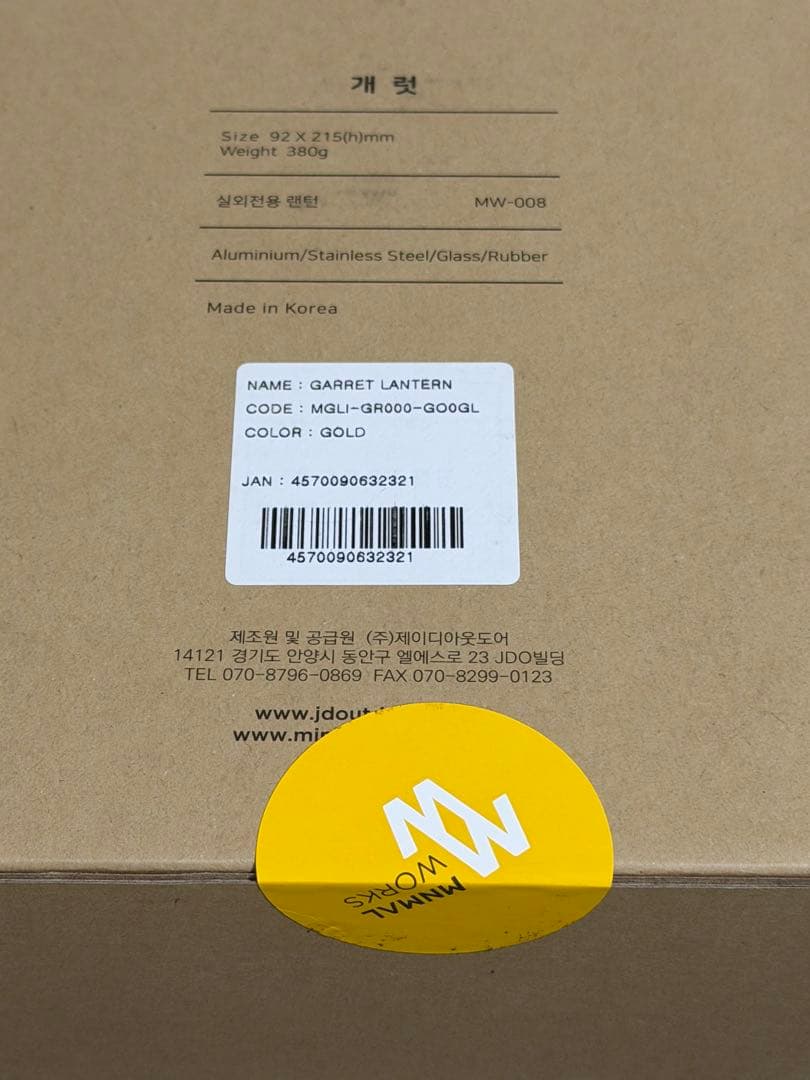 개 럿
Size 92 X 215(h)mm
Weight 380g
실외전용 랜턴 MW-008
Aluminium/Stainless Steel/Glass/Rubber
Made in Korea
NAME : GARRET LANTERN
CODE : MGLI-GR000-GO0GL
COLOR : GOLD
JAN : 4570090632321
4570090632321
제조원 및 공급원 (주)제이디아웃도어
14121 경기도 안양시 동안구 엘에스로 23 JDO빌딩
TEL 070-8796-0869 FAX 070-8299-0123
MNMAL
WORKS